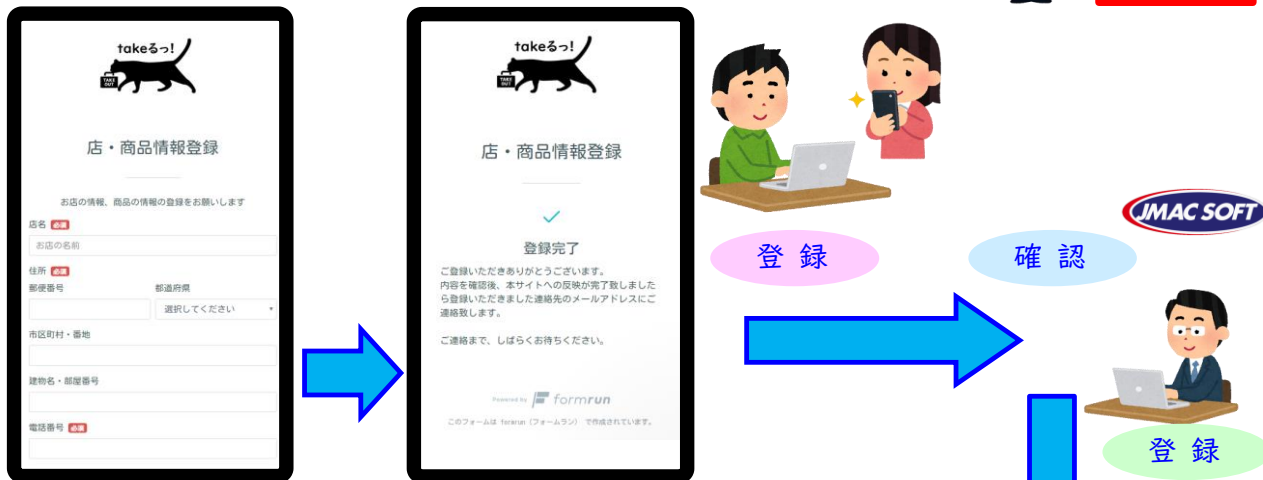 takeるっ!
TAKE
OUT
店・商品情報登録
お店の情報、商品の情報の登録をお願いします
店名 必須
お店の名前
住所 必須
郵便番号 都道府県
選択してください
市区町村・番地
建物名・部屋番号
電話番号 必須
takeるっ!
TAKE
OUT
店・商品情報登録
登録完了
ご登録いただきありがとうございます。
内容を確認後、本サイトへの反映が完了致しました
ら登録いただきました連絡先のメールアドレスにご
連絡致します。
ご連絡まで、しばらくお待ちください。
Powered by formrun
このフォームは formrun (フォームラン) で作成されています。
登 録
確 認
JMAC SOFT
登 録